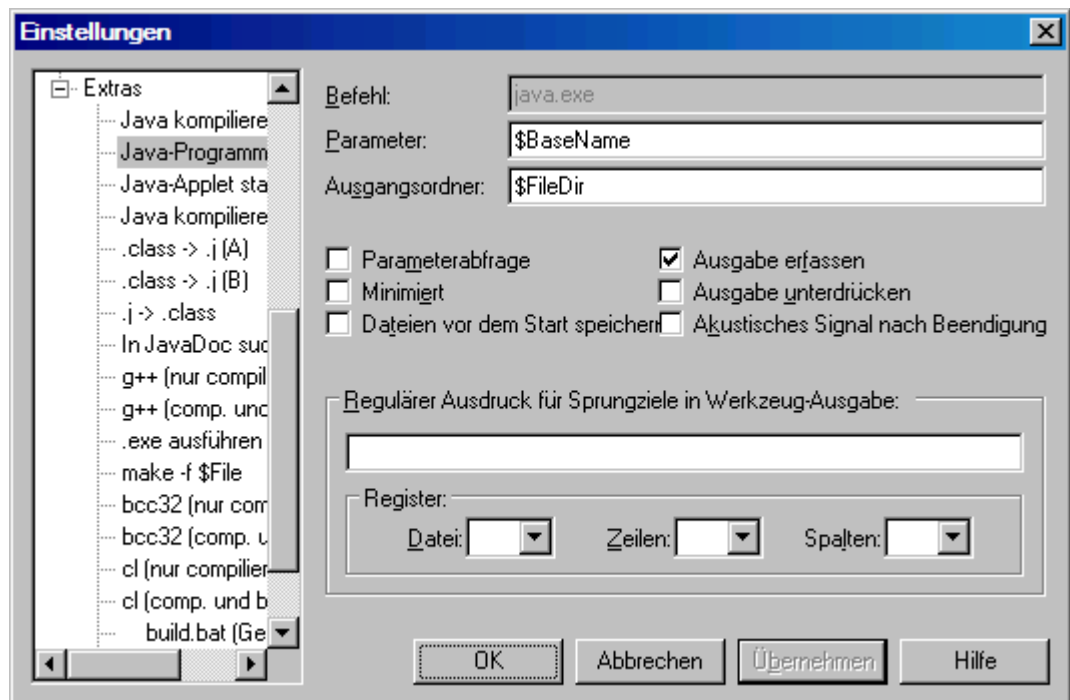 Einstellungen
Extras
Java kompiliere
Java-Programm
Java-Applet sta
Java kompiliere
.class -> .j (A)
.class -> .j (B)
.j -> .class
In JavaDoc suc
g++ (nur compil
g++ (comp. und
.exe ausführen
make -f $File
bcc32 (nur com
bcc32 (comp. u
cl (nur compilier
cl (comp. und b
build.bat (Ge
Befehl: java.exe
Parameter: $BaseName
Ausgangsordner: $FileDir
Parameterabfrage
Ausgabe erfassen
Minimiert
Ausgabe unterdrücken
Dateien vor dem Start speichern
Akustisches Signal nach Beendigung
Regulärer Ausdruck für Sprungziele in Werkzeug-Ausgabe:
Register:
Datei: Zeilen: Spalten:
OK Abbrechen Übernehmen Hilfe